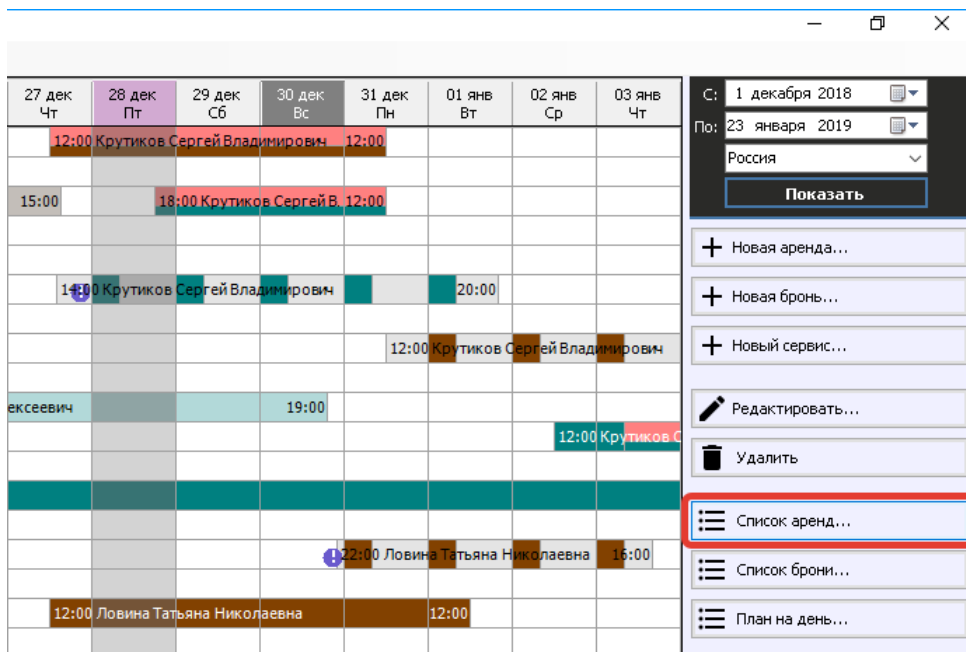 27 дек 28 дек 29 дек 30 дек 31 дек 01 янв 02 янв 03 янв
Чт Пт Сб Вс Пн Вт Ср Чт
12:00 Крутиков Сергей Владимирович 12:00
15:00 18:00 Крутиков Сергей В. 12:00
14:00 Крутиков Сергей Владимирович 20:00
12:00 Крутиков Сергей Владимирович
ексеевич 19:00
12:00 Крутиков С
22:00 Ловина Татьяна Николаевна 16:00
12:00 Ловина Татьяна Николаевна 12:00
С: 1 декабря 2018
По: 23 января 2019
Россия
Показать
Новая аренда...
Новая бронь...
Новый сервис...
Редактировать...
Удалить
Список аренд...
Список брони...
План на день...